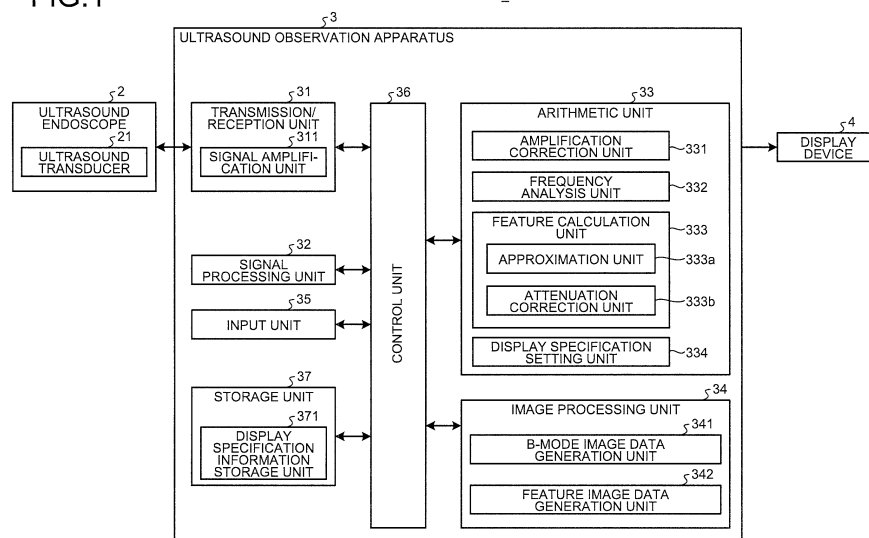 FIG.1
3
ULTRASOUND OBSERVATION APPARATUS
2
ULTRASOUND
ENDOSCOPE
21
ULTRASOUND
TRANSDUCER
31
TRANSMISSION/
RECEPTION UNIT
311
SIGNAL AMPLIFI-
CATION UNIT
32
SIGNAL
PROCESSING UNIT
35
INPUT UNIT
37
STORAGE UNIT
371
DISPLAY
SPECIFICATION
INFORMATION
STORAGE UNIT
36
CONTROL UNIT
33
ARITHMETIC UNIT
AMPLIFICATION
CORRECTION UNIT
331
FREQUENCY
ANALYSIS UNIT
332
FEATURE CALCULATION
UNIT
333
APPROXIMATION UNIT
333a
ATTENUATION
CORRECTION UNIT
333b
DISPLAY SPECIFICATION
SETTING UNIT
334
34
IMAGE PROCESSING UNIT
341
B-MODE IMAGE DATA
GENERATION UNIT
342
FEATURE IMAGE DATA
GENERATION UNIT
4
DISPLAY
DEVICE